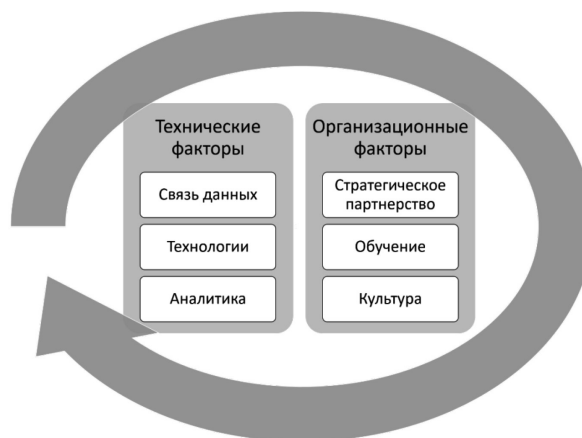 Технические
факторы
Связь данных
Технологии
Аналитика
Организационные
факторы
Стратегическое
партнерство
Обучение
Культура